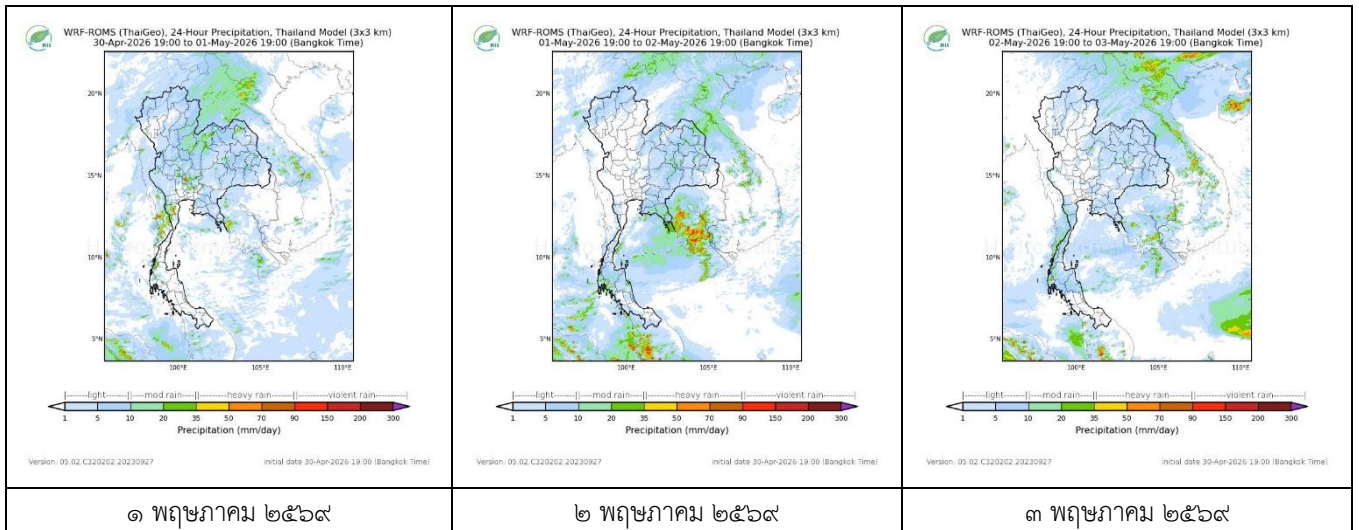 WRF-ROMS (ThaiGeo), 24-Hour Precipitation, Thailand Model (3x3 km)
30-Apr-2026 19:00 to 01-May-2026 19:00 (Bangkok Time)
20°N
15°N
10°N
5°N
100°E 105°E 110°E
light mod rain heavy rain violent rain
1 5 10 20 35 50 70 90 150 200 300
Precipitation (mm/day)
Version: 05.02.C320202.20230927 initial date 30-Apr-2026 19:00 (Bangkok Time)
๑ พฤษภาคม ๒๕๖๙
WRF-ROMS (ThaiGeo), 24-Hour Precipitation, Thailand Model (3x3 km)
01-May-2026 19:00 to 02-May-2026 19:00 (Bangkok Time)
20°N
15°N
10°N
5°N
100°E 105°E 110°E
light mod rain heavy rain violent rain
1 5 10 20 35 50 70 90 150 200 300
Precipitation (mm/day)
Version: 05.02.C320202.20230927 initial date 30-Apr-2026 19:00 (Bangkok Time)
๒ พฤษภาคม ๒๕๖๙
WRF-ROMS (ThaiGeo), 24-Hour Precipitation, Thailand Model (3x3 km)
02-May-2026 19:00 to 03-May-2026 19:00 (Bangkok Time)
20°N
15°N
10°N
5°N
100°E 105°E 110°E
light mod rain heavy rain violent rain
1 5 10 20 35 50 70 90 150 200 300
Precipitation (mm/day)
Version: 05.02.C320202.20230927 initial date 30-Apr-2026 19:00 (Bangkok Time)
๓ พฤษภาคม ๒๕๖๙